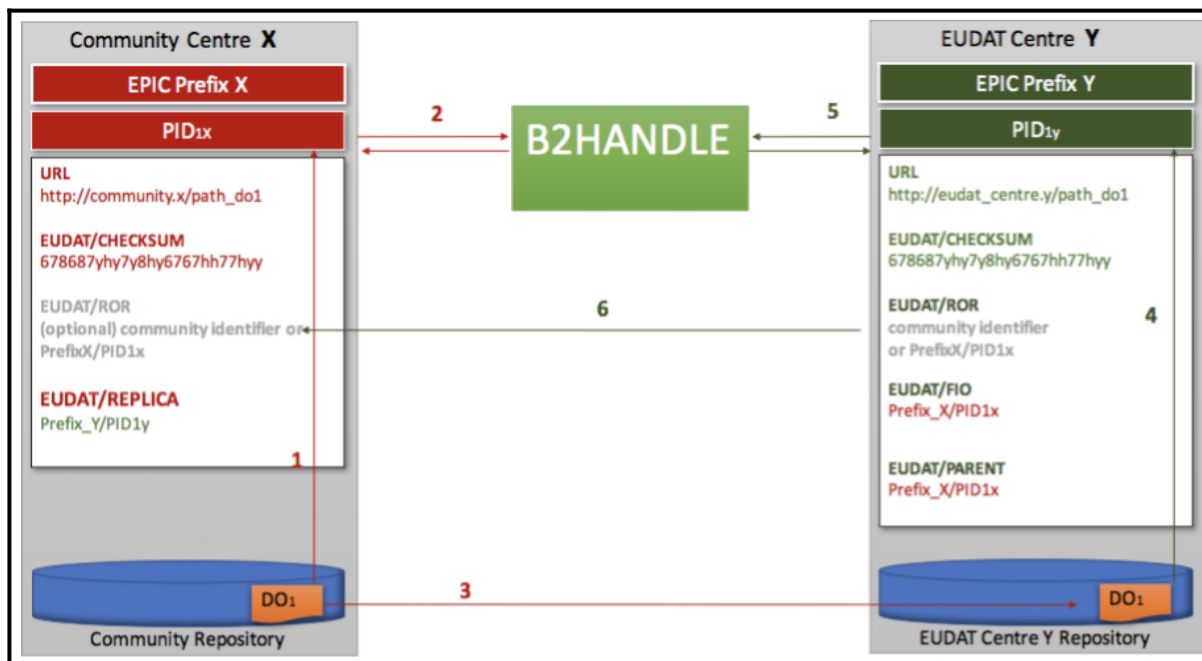 Community Centre X
EPIC Prefix X
PID1x
URL
http://community.x/path_do1
EUDAT/CHECKSUM
678687yhy7y8hy6767hh77hyy
EUDAT/ROR
(optional) community identifier or
PrefixX/PID1x
EUDAT/REPLICA
Prefix_Y/PID1y
1
DO1
Community Repository
2
B2HANDLE
5
6
3
EUDAT Centre Y
EPIC Prefix Y
PID1y
URL
http://eudat_centre.y/path_do1
EUDAT/CHECKSUM
678687yhy7y8hy6767hh77hyy
EUDAT/ROR
community identifier
or PrefixX/PID1x
4
EUDAT/FIO
Prefix_X/PID1x
EUDAT/PARENT
Prefix_X/PID1x
DO1
EUDAT Centre Y Repository